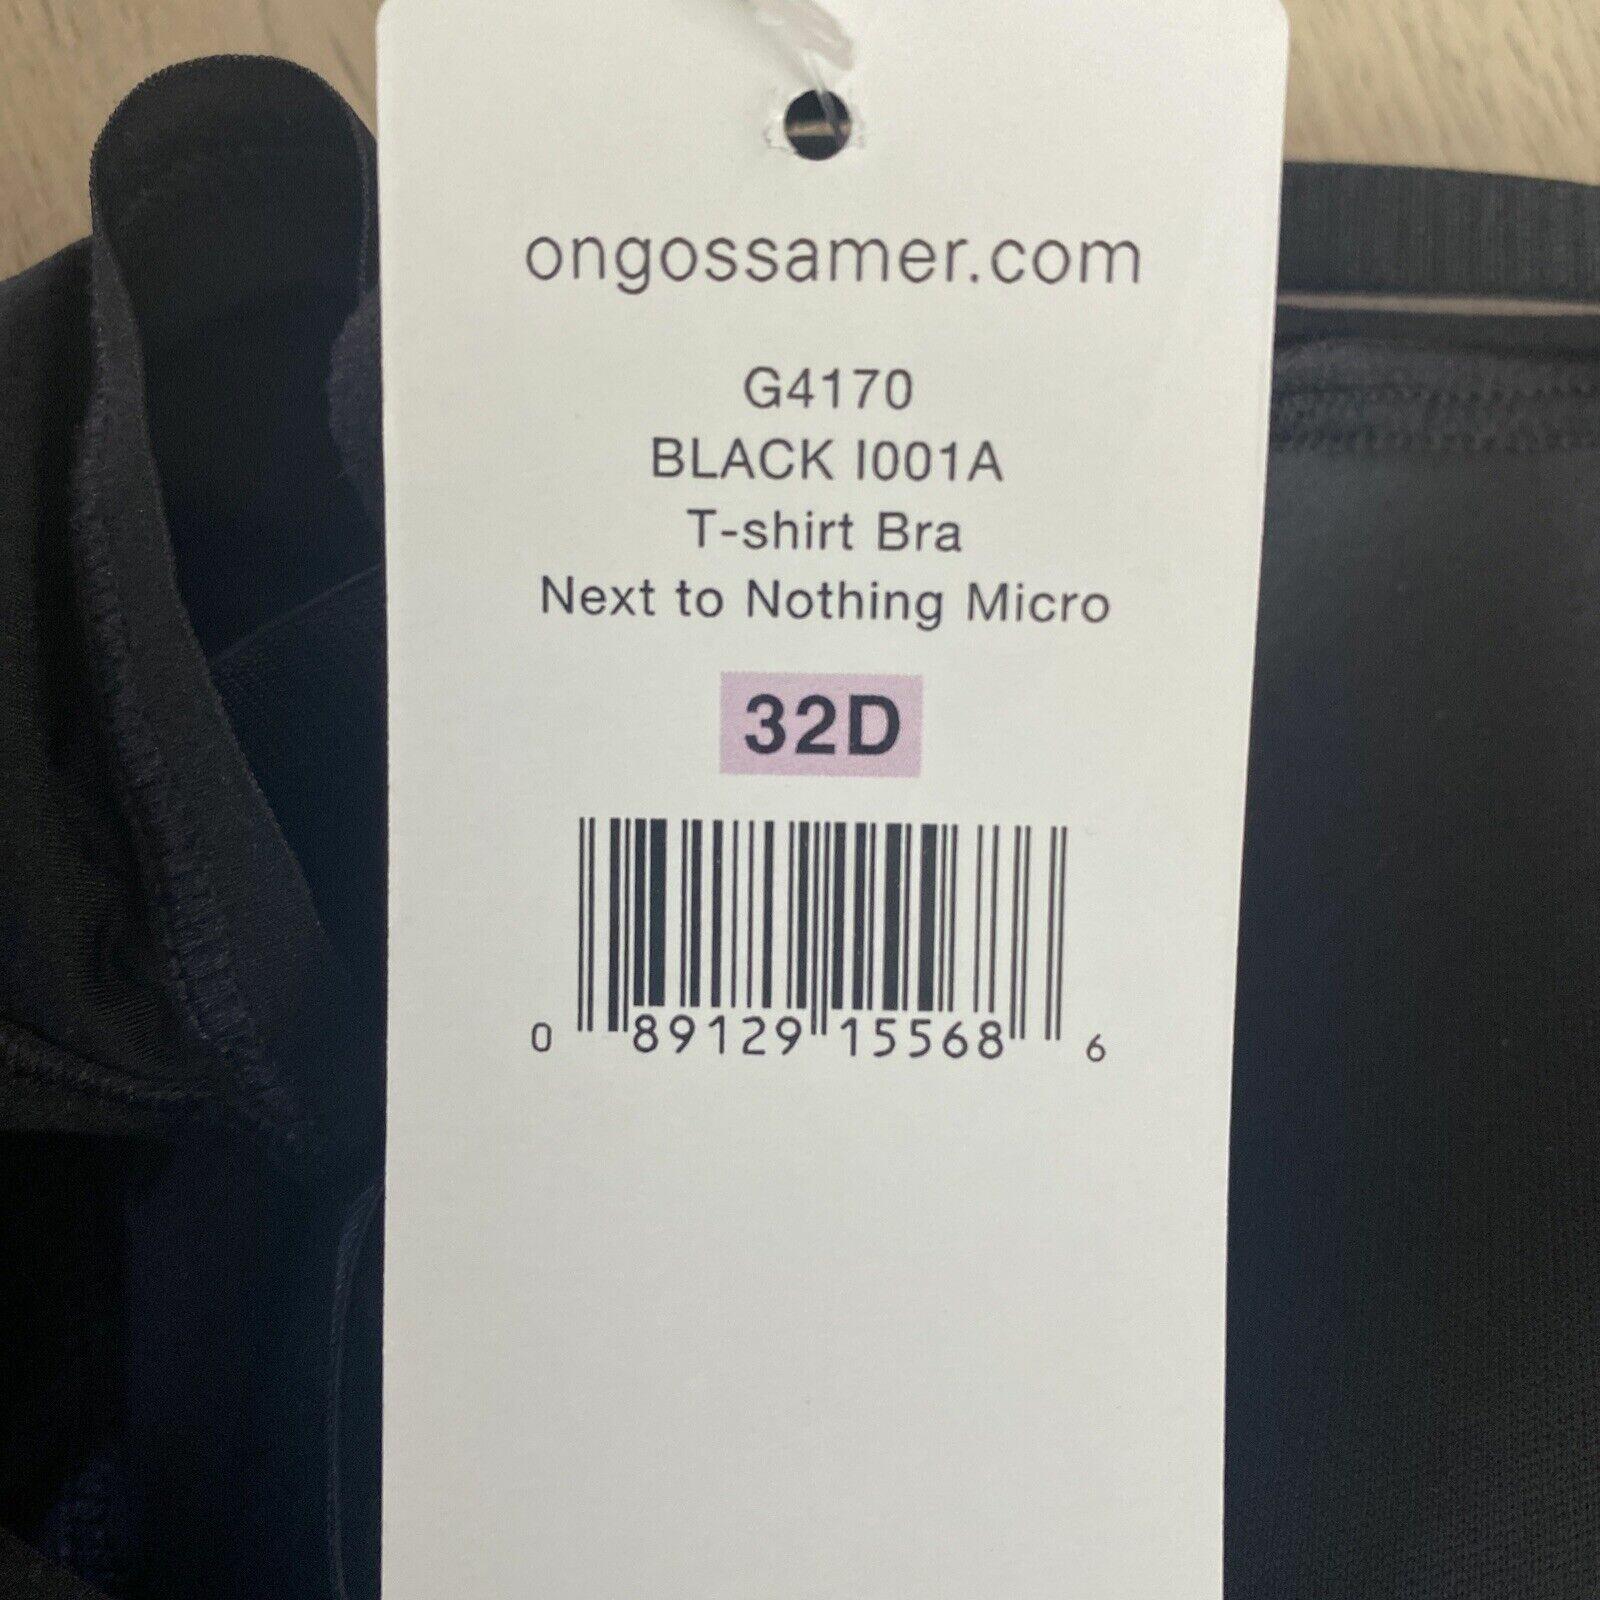 ongossamer.com
G4170
BLACK I001A
T-shirt Bra
Next to Nothing Micro
32D
0 89129 15568 6